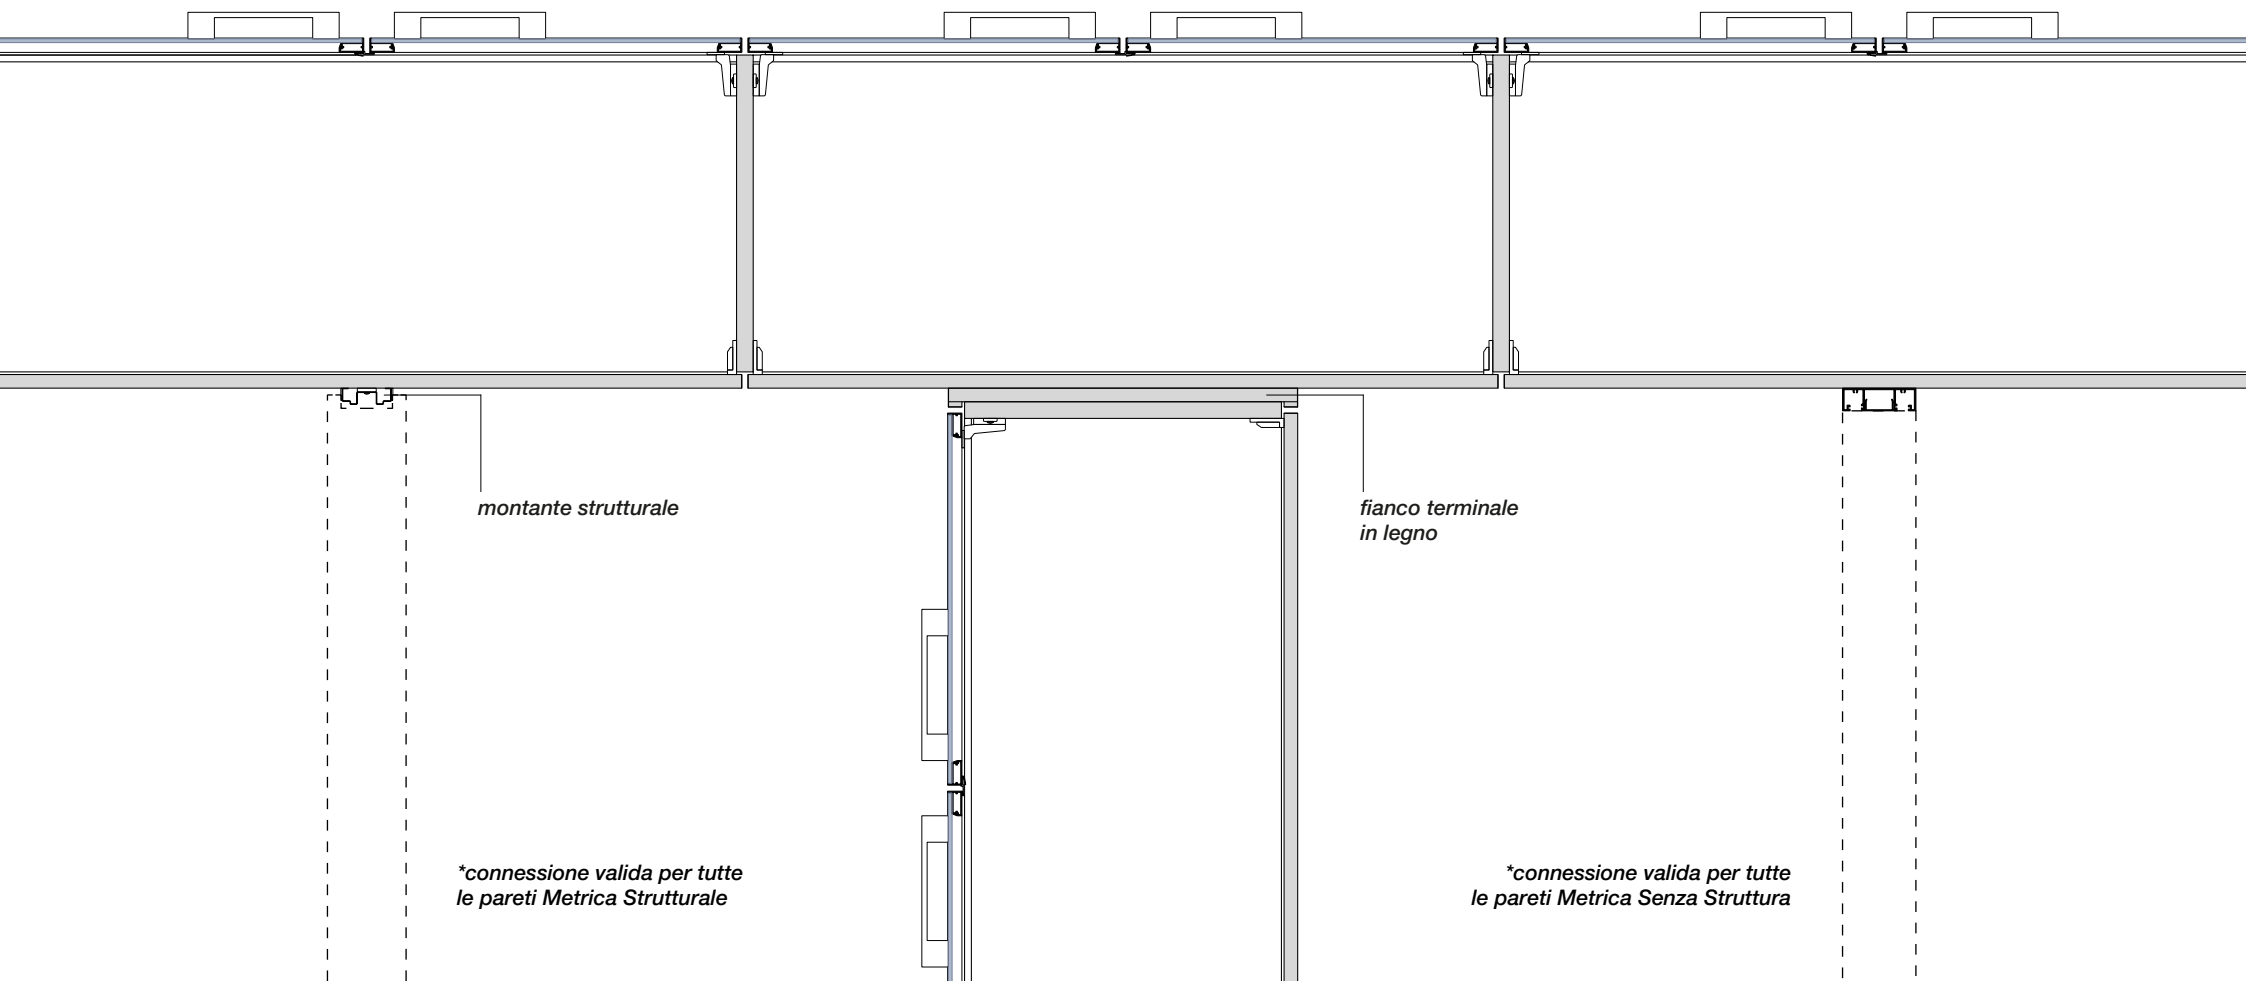 montante strutturale
fianco terminale
in legno
*connessione valida per tutte
le pareti Metrica Strutturale
*connessione valida per tutte
le pareti Metrica Senza Struttura